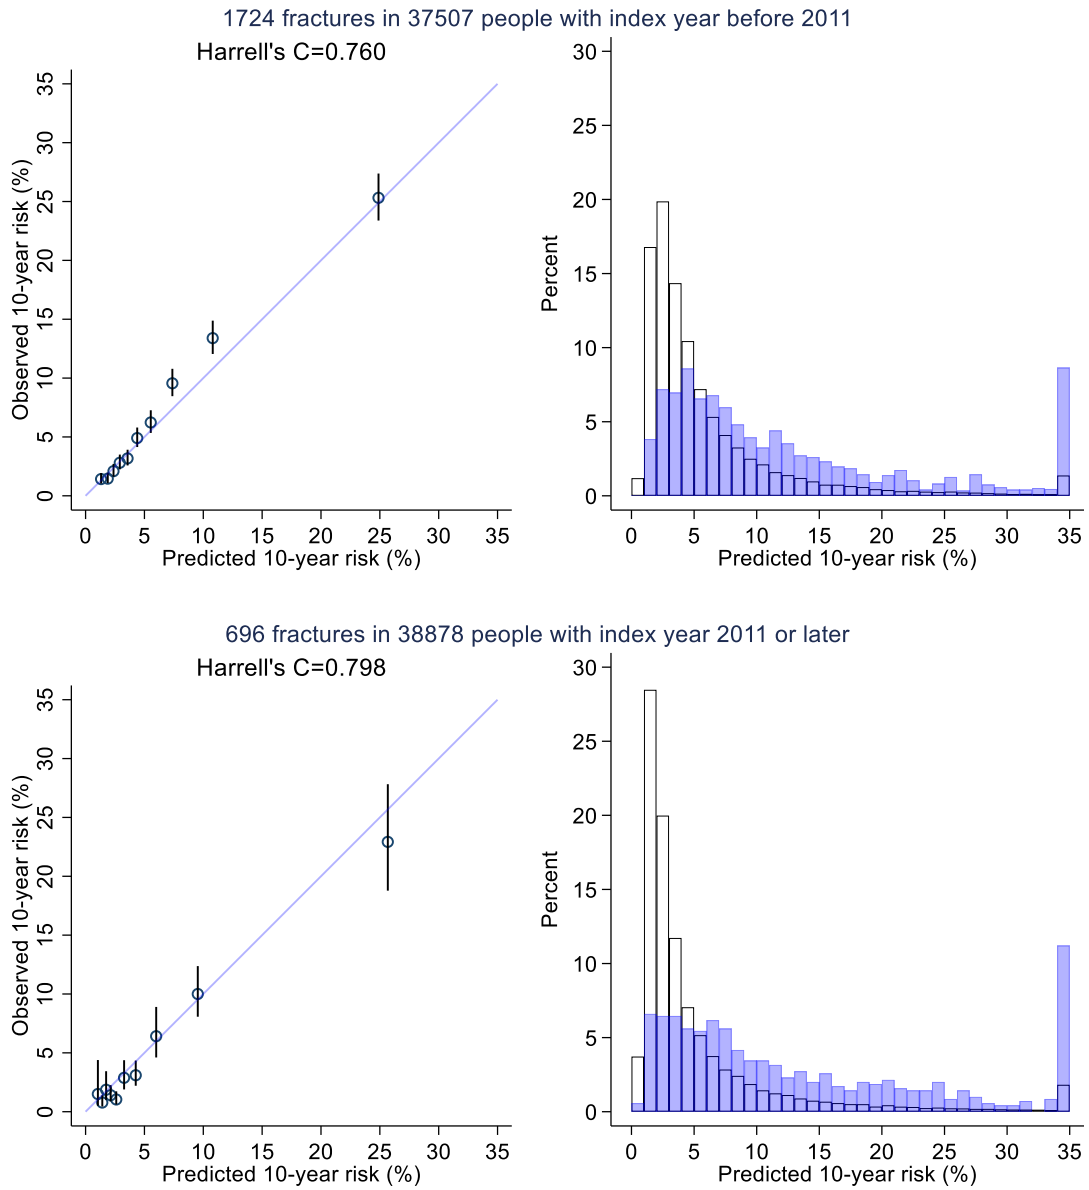 1724 fractures in 37507 people with index year before 2011
Harrell's C=0.760
Observed 10-year risk (%)
35
30
25
20
15
10
5
0
0 5 10 15 20 25 30 35
Predicted 10-year risk (%)
Percent
30
25
20
15
10
5
0
0 5 10 15 20 25 30 35
Predicted 10-year risk (%)
696 fractures in 38878 people with index year 2011 or later
Harrell's C=0.798
Observed 10-year risk (%)
35
30
25
20
15
10
5
0
0 5 10 15 20 25 30 35
Predicted 10-year risk (%)
Percent
30
25
20
15
10
5
0
0 5 10 15 20 25 30 35
Predicted 10-year risk (%)